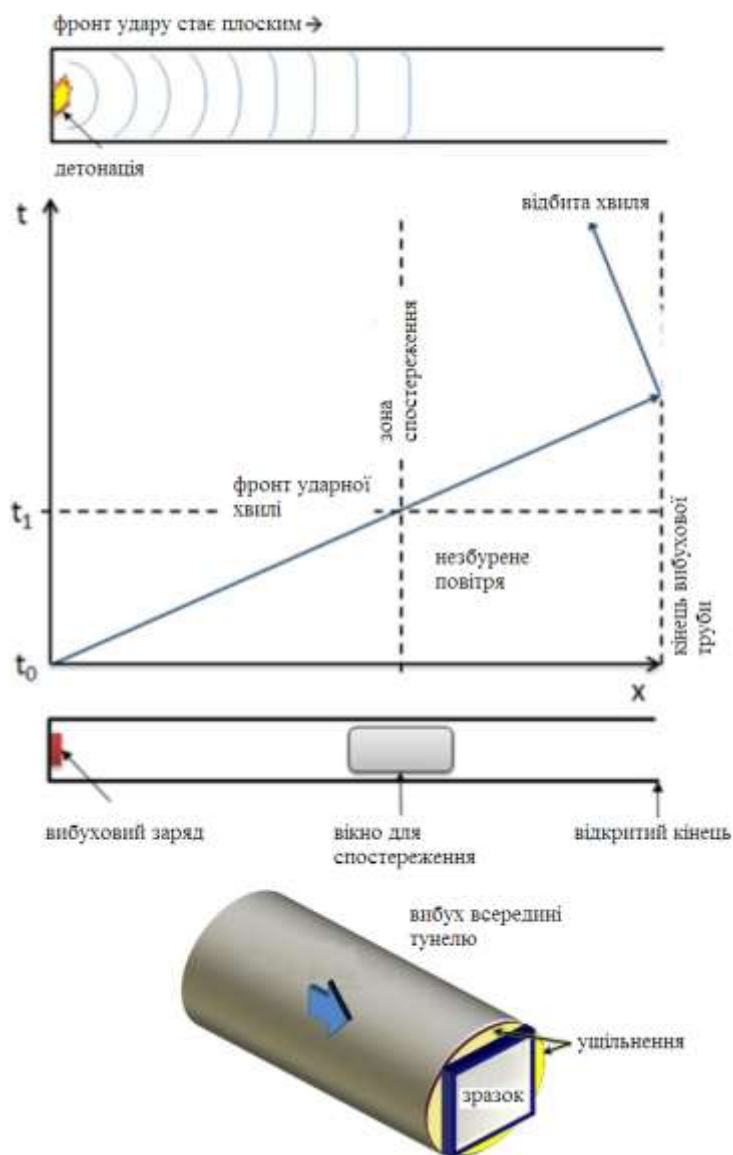 фронт удару стає плоским →
детонація
t
відбита хвиля
зона
спостереження
фронт ударної
хвилі
t₁
незбурене
повітря
кінець вибухової
труби
t₀
x
вибуховий заряд
вікно для
спостереження
відкритий кінець
вибух всередині
тунелю
ущільнення
зразок